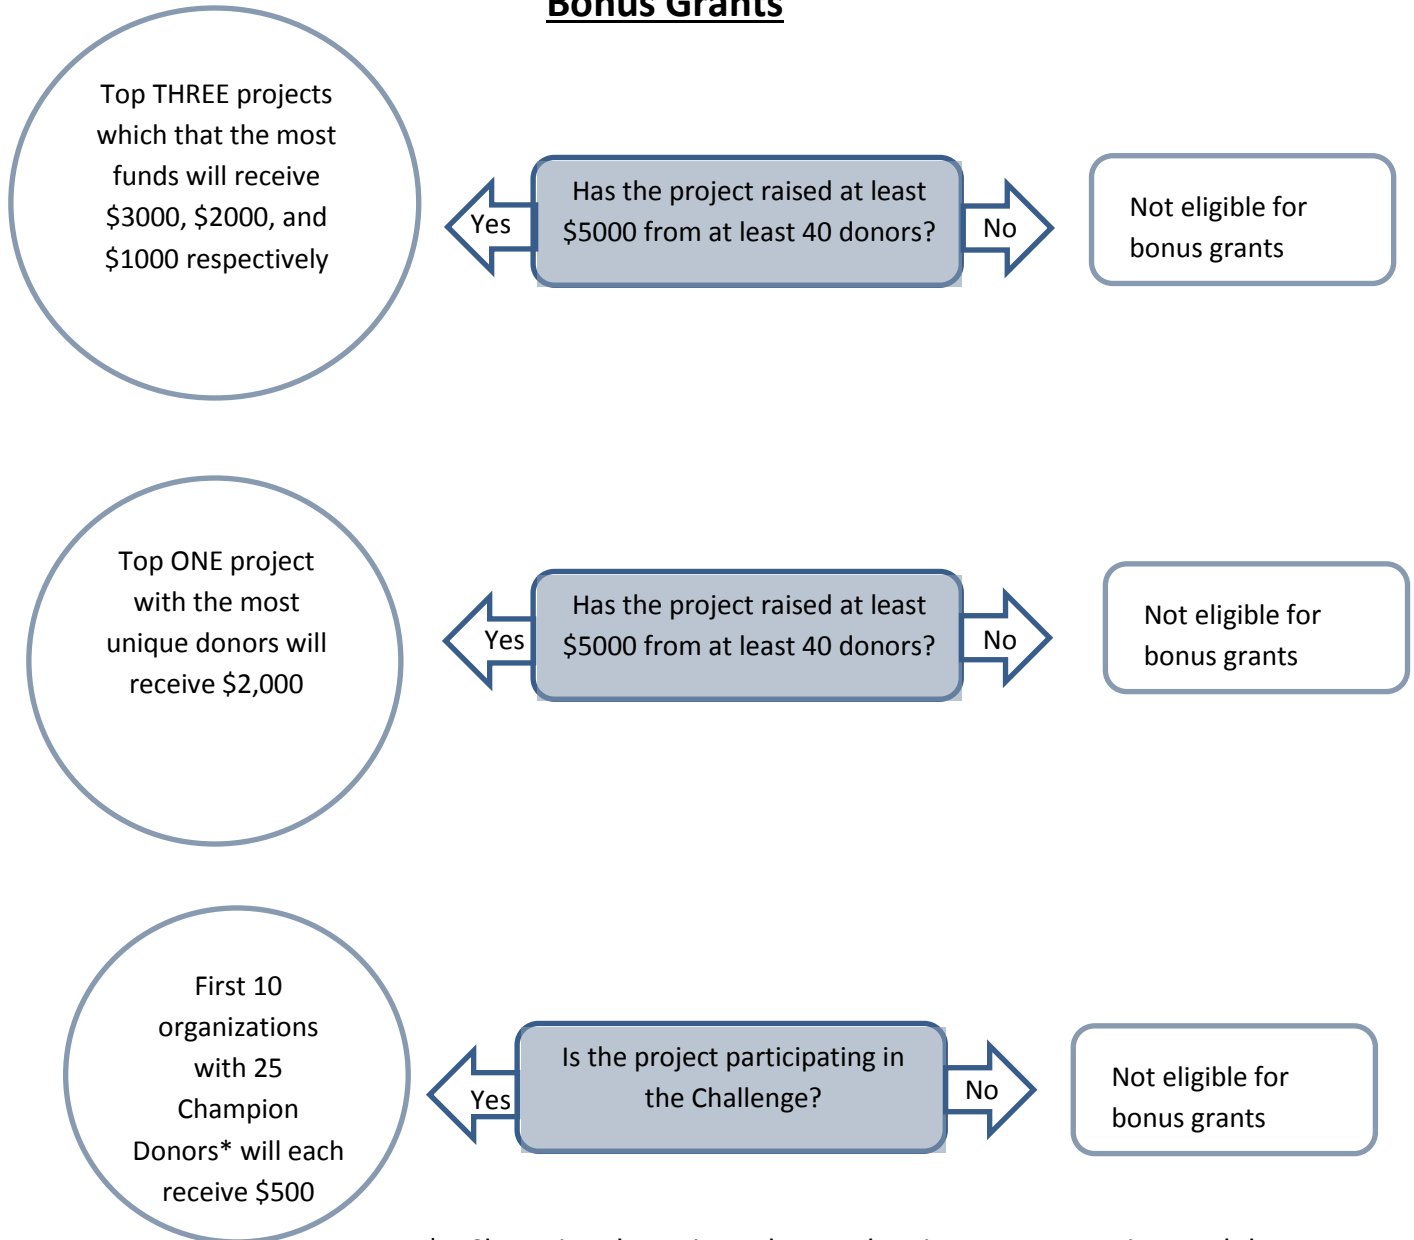 Bonus Grants
Top THREE projects
which that the most
funds will receive
$3000, $2000, and
$1000 respectively
Yes
Has the project raised at least
$5000 from at least 40 donors?
No
Not eligible for
bonus grants
Top ONE project
with the most
unique donors will
receive $2,000
Yes
Has the project raised at least
$5000 from at least 40 donors?
No
Not eligible for
bonus grants
First 10
organizations
with 25
Champion
Donors* will each
receive $500
Yes
Is the project participating in
the Challenge?
No
Not eligible for
bonus grants